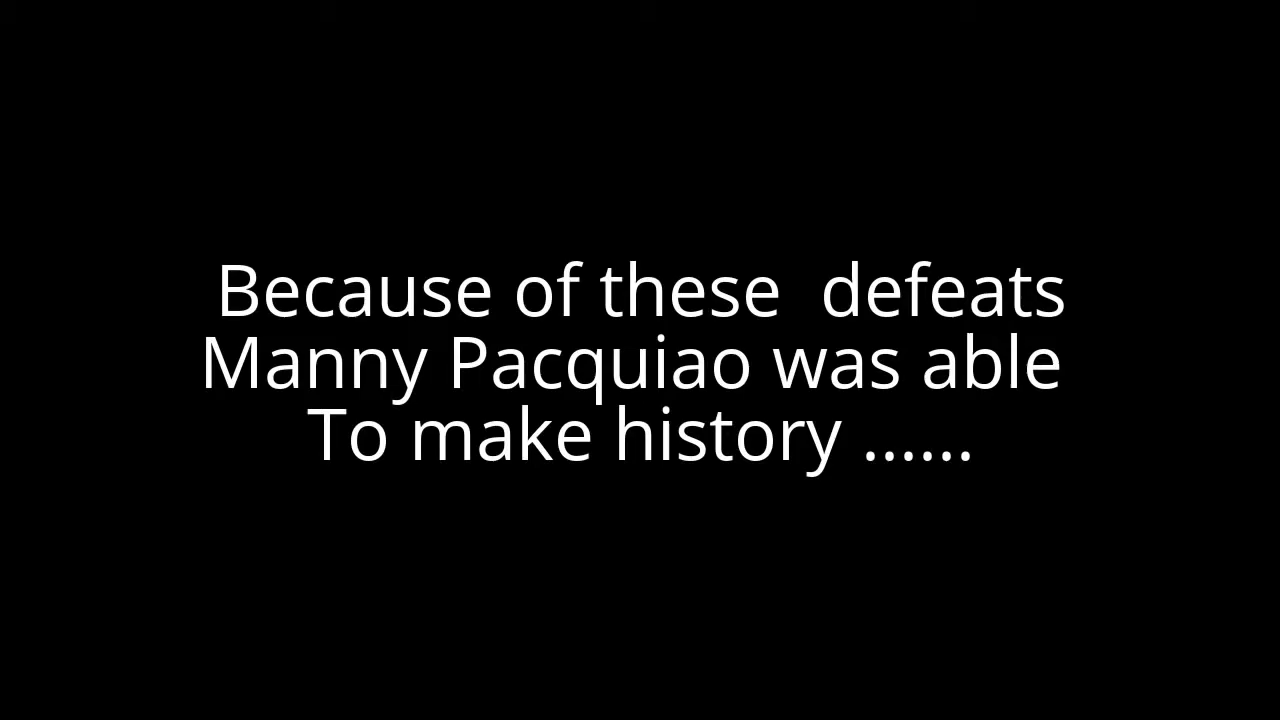 Because of these  defeats
Manny Pacquiao was able
To make history ......